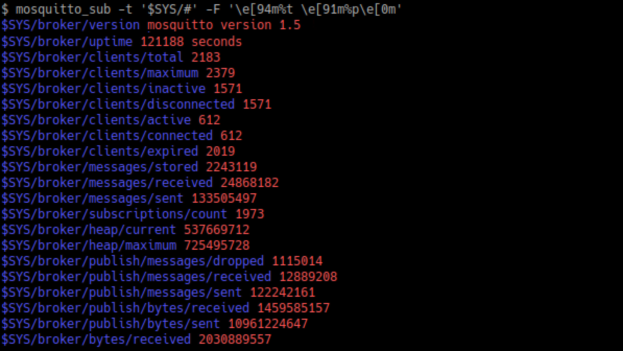 $ mosquitto_sub -t '$SYS/#' -F '\e[94m%t \e[91m%p\e[0m'
$SYS/broker/version mosquitto version 1.5
$SYS/broker/uptime 121188 seconds
$SYS/broker/clients/total 2183
$SYS/broker/clients/maximum 2379
$SYS/broker/clients/inactive 1571
$SYS/broker/clients/disconnected 1571
$SYS/broker/clients/active 612
$SYS/broker/clients/connected 612
$SYS/broker/clients/expired 2019
$SYS/broker/messages/stored 2243119
$SYS/broker/messages/received 24868182
$SYS/broker/messages/sent 133505497
$SYS/broker/subscriptions/count 1973
$SYS/broker/heap/current 537669712
$SYS/broker/heap/maximum 725495728
$SYS/broker/publish/messages/dropped 1115014
$SYS/broker/publish/messages/received 12889208
$SYS/broker/publish/messages/sent 122242161
$SYS/broker/publish/bytes/received 1459585157
$SYS/broker/publish/bytes/sent 10961224647
$SYS/broker/bytes/received 2030889557